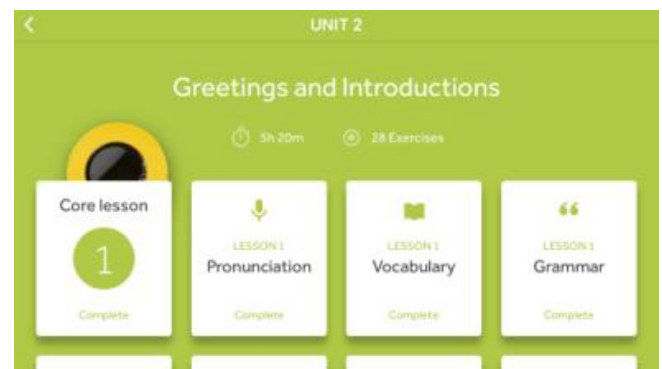 UNIT 2
Greetings and Introductions
5h 20m 28 Exercises
Core lesson
1
Complete
LESSON 1
Pronunciation
Complete
LESSON 1
Vocabulary
Complete
LESSON 1
Grammar
Complete